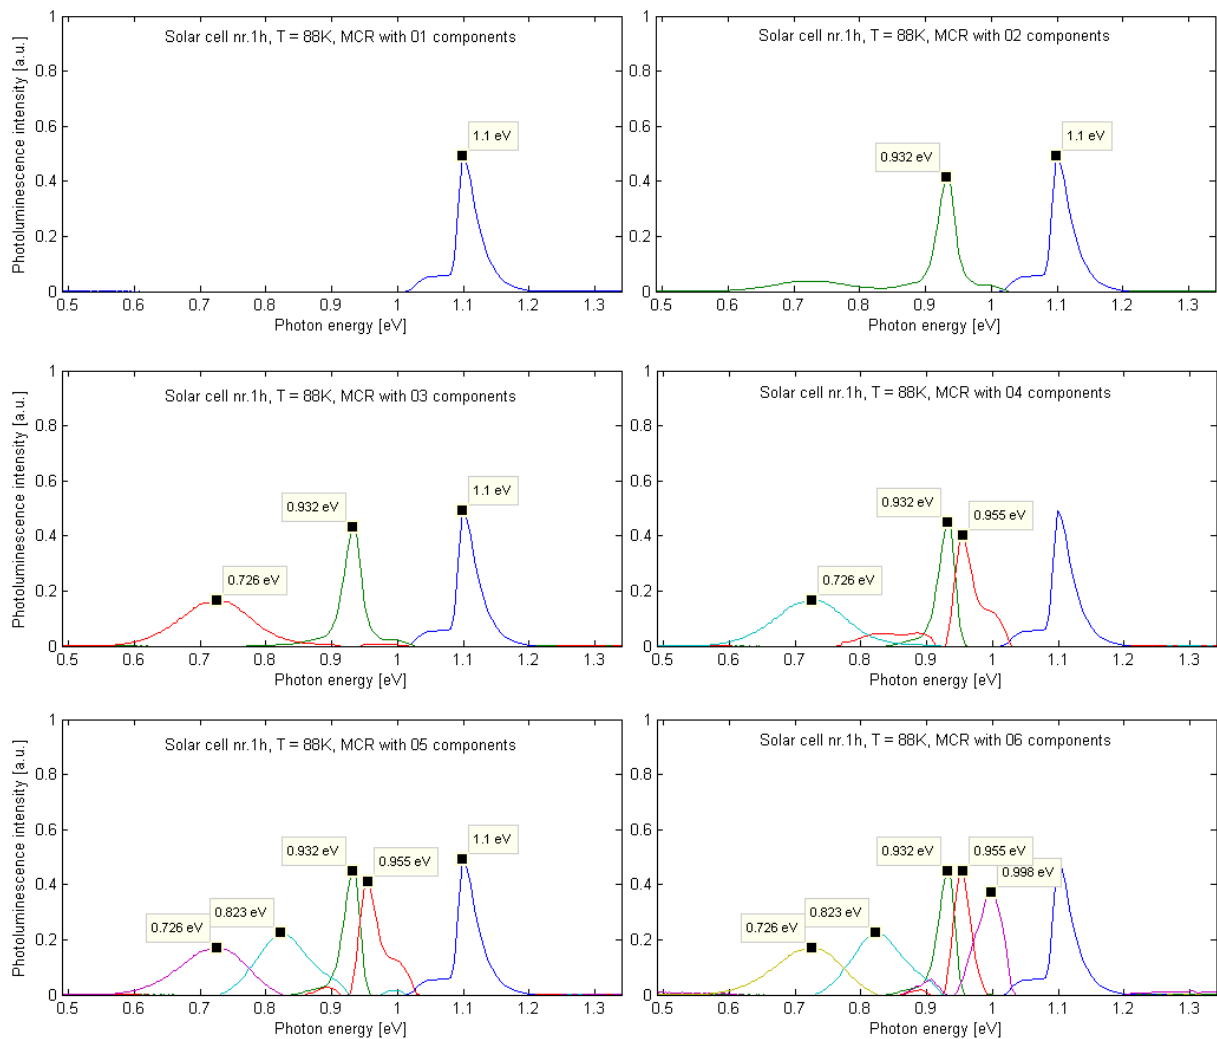 Solar cell nr.1h, T = 88K, MCR with 01 components
Photoluminescence intensity [a.u.]
1
0.8
0.6
0.4
0.2
0
1.1 eV
0.5 0.6 0.7 0.8 0.9 1 1.1 1.2 1.3
Photon energy [eV]
Solar cell nr.1h, T = 88K, MCR with 02 components
1
0.8
0.6
0.4
0.2
0
0.932 eV
1.1 eV
0.5 0.6 0.7 0.8 0.9 1 1.1 1.2 1.3
Photon energy [eV]
Solar cell nr.1h, T = 88K, MCR with 03 components
Photoluminescence intensity [a.u.]
1
0.8
0.6
0.4
0.2
0
0.726 eV
0.932 eV
1.1 eV
0.5 0.6 0.7 0.8 0.9 1 1.1 1.2 1.3
Photon energy [eV]
Solar cell nr.1h, T = 88K, MCR with 04 components
1
0.8
0.6
0.4
0.2
0
0.726 eV
0.932 eV
0.955 eV
0.5 0.6 0.7 0.8 0.9 1 1.1 1.2 1.3
Photon energy [eV]
Solar cell nr.1h, T = 88K, MCR with 05 components
Photoluminescence intensity [a.u.]
1
0.8
0.6
0.4
0.2
0
0.726 eV
0.823 eV
0.932 eV
0.955 eV
1.1 eV
0.5 0.6 0.7 0.8 0.9 1 1.1 1.2 1.3
Photon energy [eV]
Solar cell nr.1h, T = 88K, MCR with 06 components
1
0.8
0.6
0.4
0.2
0
0.726 eV
0.823 eV
0.932 eV
0.955 eV
0.998 eV
0.5 0.6 0.7 0.8 0.9 1 1.1 1.2 1.3
Photon energy [eV]